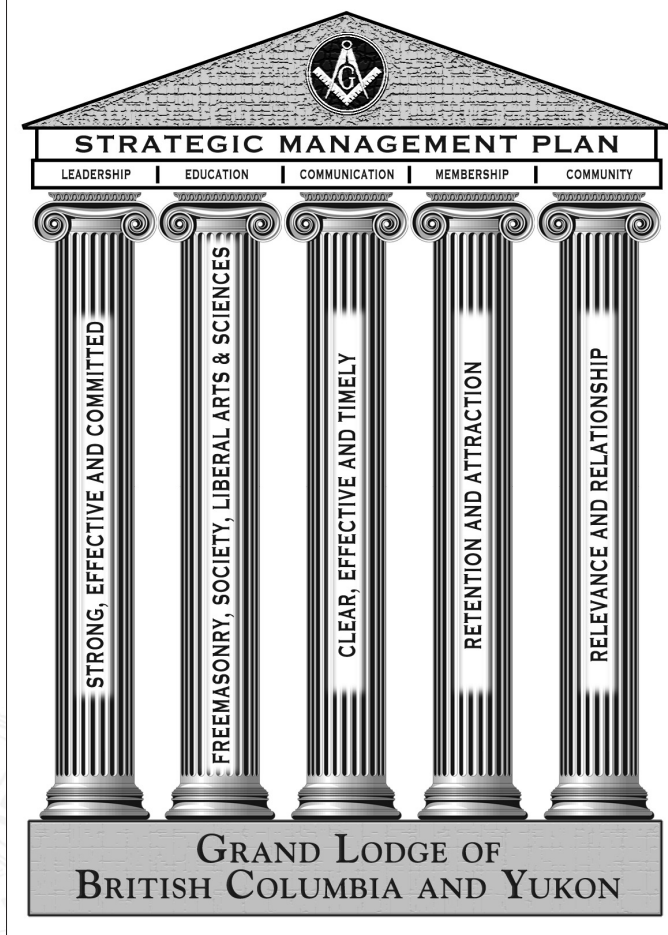 G
STRATEGIC MANAGEMENT PLAN
LEADERSHIP
EDUCATION
COMMUNICATION
MEMBERSHIP
COMMUNITY
STRONG, EFFECTIVE AND COMMITTED
FREEMASONRY, SOCIETY, LIBERAL ARTS & SCIENCES
CLEAR, EFFECTIVE AND TIMELY
RETENTION AND ATTRACTION
RELEVANCE AND RELATIONSHIP
GRAND LODGE OF
BRITISH COLUMBIA AND YUKON